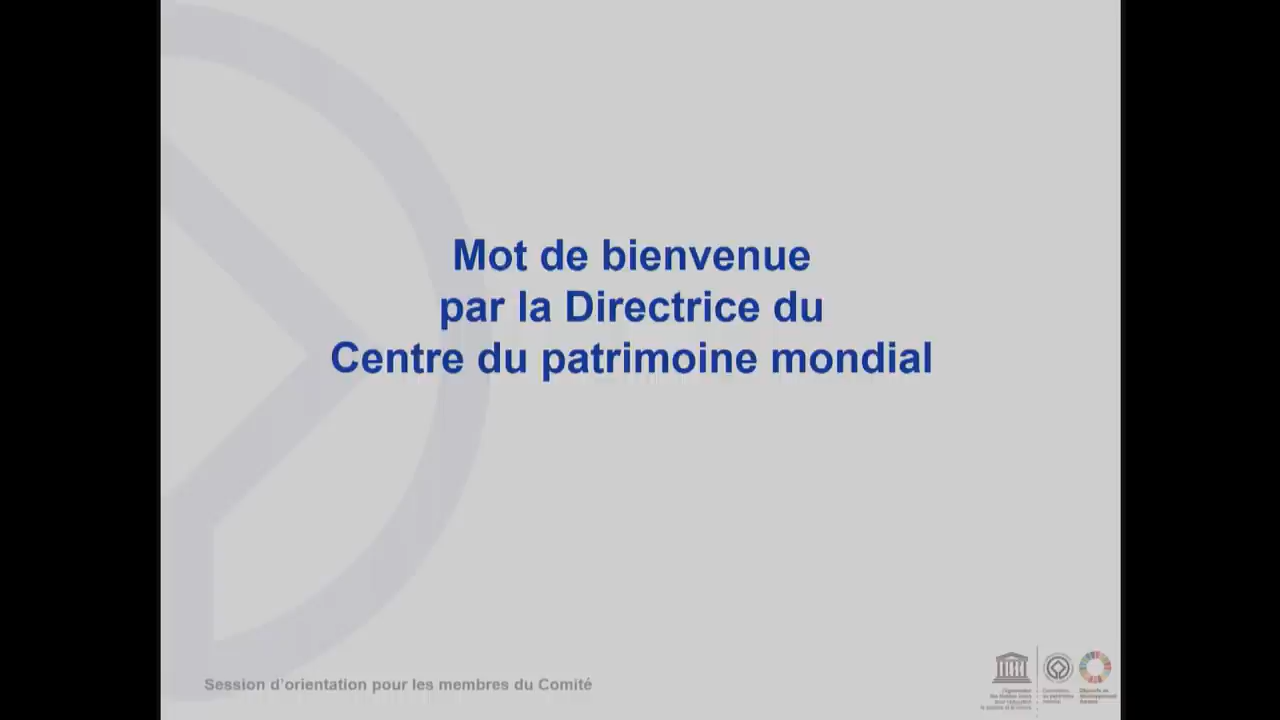 Mot de bienvenue
par la Directrice du
Centre du patrimoine mondial
Session d'orientation pour les membres du Comité